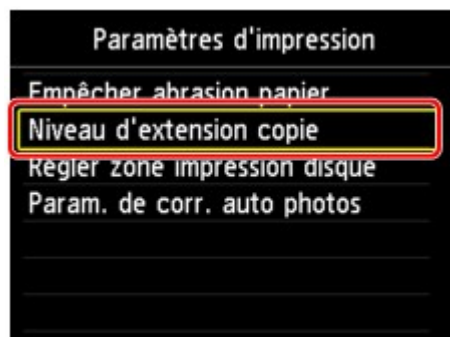 Paramètres d'impression
Empêcher abrasion papier
Niveau d'extension copie
Régler zone impression disque
Param. de corr. auto photos